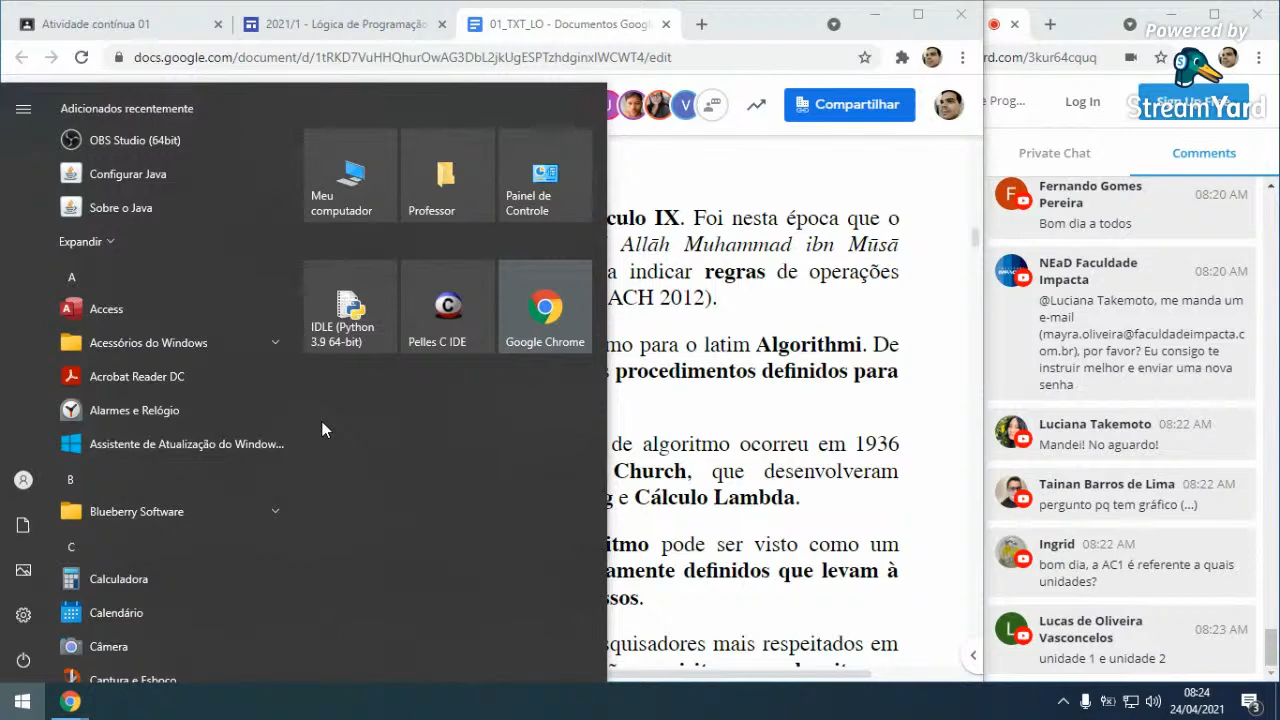 Atividade contínua 01
2021/1 - Lógica de Programação
01_TXT_LO - Documentos Goog
docs.google.com/document/d/1tRKD7VuHHQhurOwAG3DbL2jkUgESPTzhdginxIWCWT4/edit
rd.com/3kur64cquq
Powered by
StreamYard
Adicionados recentemente
OBS Studio (64bit)
Configurar Java
Sobre o Java
Expandir
A
Access
Acessórios do Windows
Acrobat Reader DC
Alarmes e Relógio
Assistente de Atualização do Window...
B
Blueberry Software
C
Calculadora
Calendário
Câmera
Captura e Esboço
Meu
computador
Professor
Painel de
Controle
IDLE (Python
3.9 64-bit)
Pelles C IDE
Google Chrome
V
Compartilhar
culo IX. Foi nesta época que o
Allāh Muhammad ibn Mūsā
a indicar regras de operações
ACH 2012).
mo para o latim Algorithmi. De
s procedimentos definidos para
de algoritmo ocorreu em 1936
Church, que desenvolveram
g e Cálculo Lambda.
itmo pode ser visto como um
amente definidos que levam à
ssos.
squisadores mais respeitados em
e Prog...
Log In
Private Chat
Comments
F
Fernando Gomes
Pereira
08:20 AM
Bom dia a todos
NEaD Faculdade
Impacta
08:20 AM
@Luciana Takemoto, me manda um
e-mail
(mayra.oliveira@faculdadeimpacta.c
om.br), por favor? Eu consigo te
instruir melhor e enviar uma nova
senha
Luciana Takemoto 08:22 AM
Mandei! No aguardo!
Tainan Barros de Lima 08:22 AM
pergunto pq tem gráfico (...)
Ingrid 08:22 AM
bom dia, a AC1 é referente a quais
unidades?
L
Lucas de Oliveira
Vasconcelos
08:23 AM
unidade 1 e unidade 2
08:24
24/04/2021
3